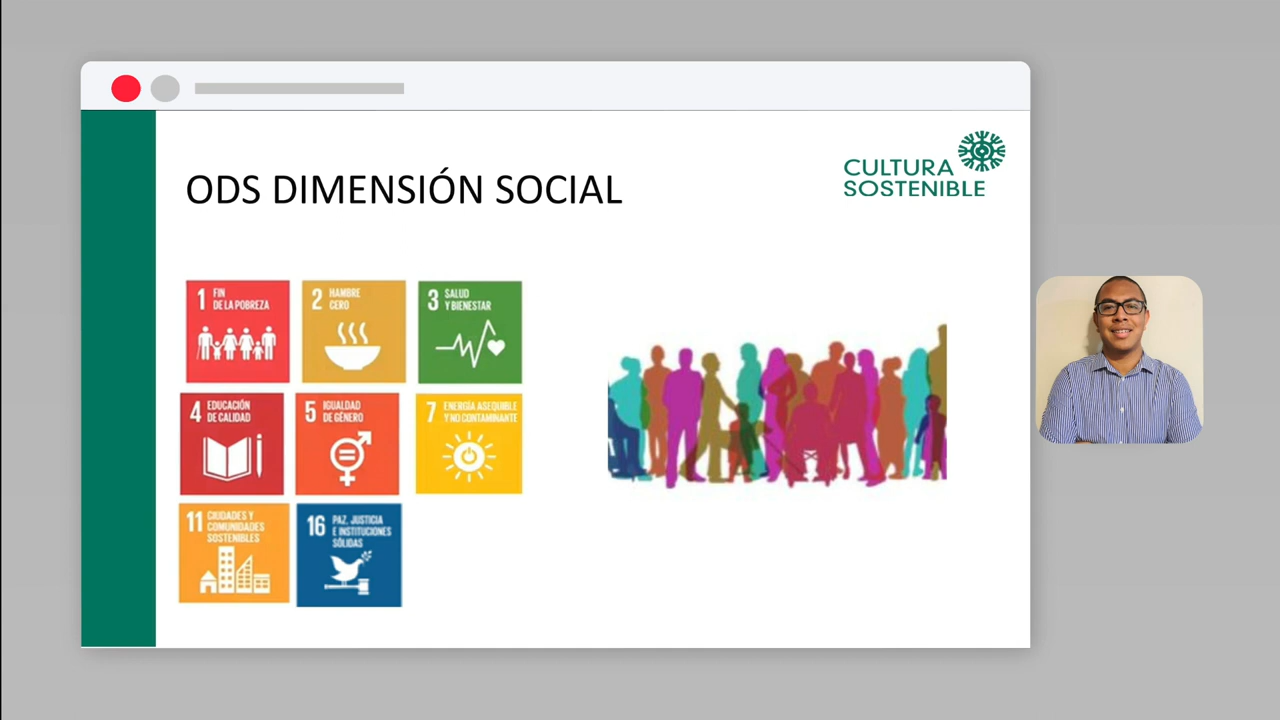 CULTURA
SOSTENIBLE
ODS DIMENSIÓN SOCIAL
1 FIN
DE LA POBREZA
2 HAMBRE
CERO
3 SALUD
Y BIENESTAR
4 EDUCACIÓN
DE CALIDAD
5 IGUALDAD
DE GÉNERO
7 ENERGÍA ASEQUIBLE
Y NO CONTAMINANTE
11 CIUDADES Y
COMUNIDADES
SOSTENIBLES
16 PAZ, JUSTICIA
E INSTITUCIONES
SÓLIDAS